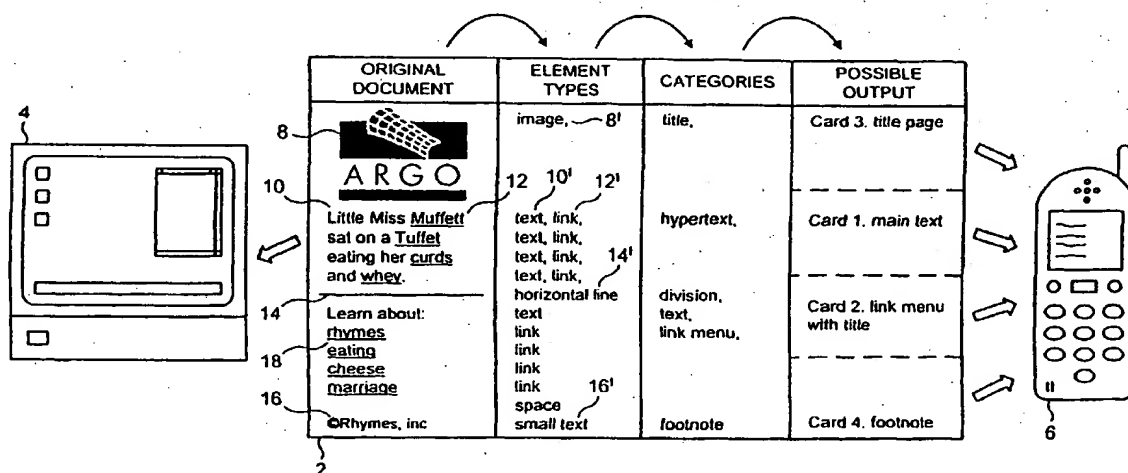 ORIGINAL DOCUMENT
ELEMENT TYPES
CATEGORIES
POSSIBLE OUTPUT
4
8
image, 8'
title,
Card 3. title page
ARGO
10
12
10'
12'
Little Miss Muffett
text, link,
hypertext,
Card 1. main text
sat on a Tuffet
text, link,
eating her curds
text, link,
14'
and whey.
text, link,
horizontal line
division,
14
Learn about:
text
text,
Card 2. link menu with title
18
rhymes
link
link menu,
eating
link
cheese
link
marriage
link
16'
space
16
©Rhymes, inc
small text
footnote
Card 4. footnote
2
6